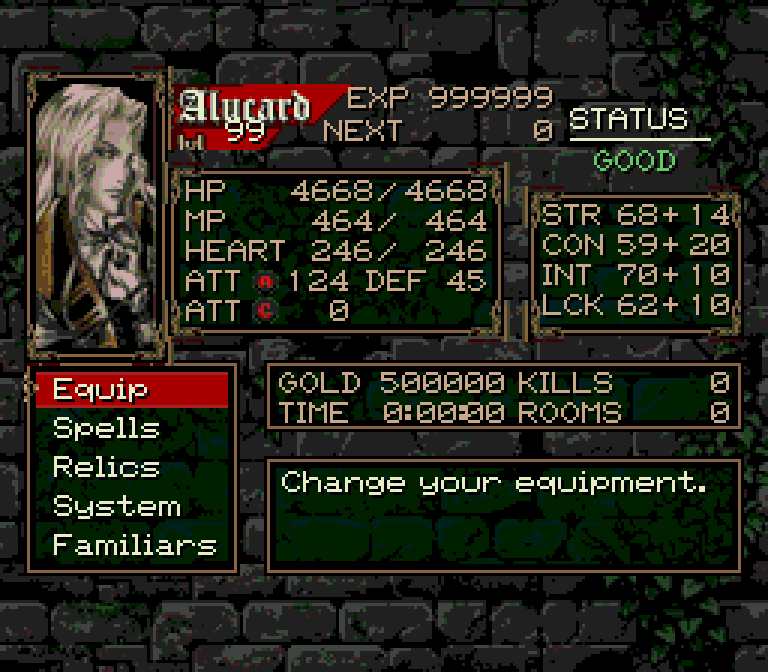 Alucard EXP 999999
lvl 99 NEXT 0
STATUS
GOOD
HP 4668/4668
MP 464/ 464
HEART 246/ 246
ATT A 124 DEF 45
ATT C 0
STR 68+14
CON 59+20
INT 70+10
LCK 62+10
Equip
Spells
Relics
System
Familiars
GOLD 500000 KILLS 0
TIME 0:00:00 ROOMS 0
Change your equipment.